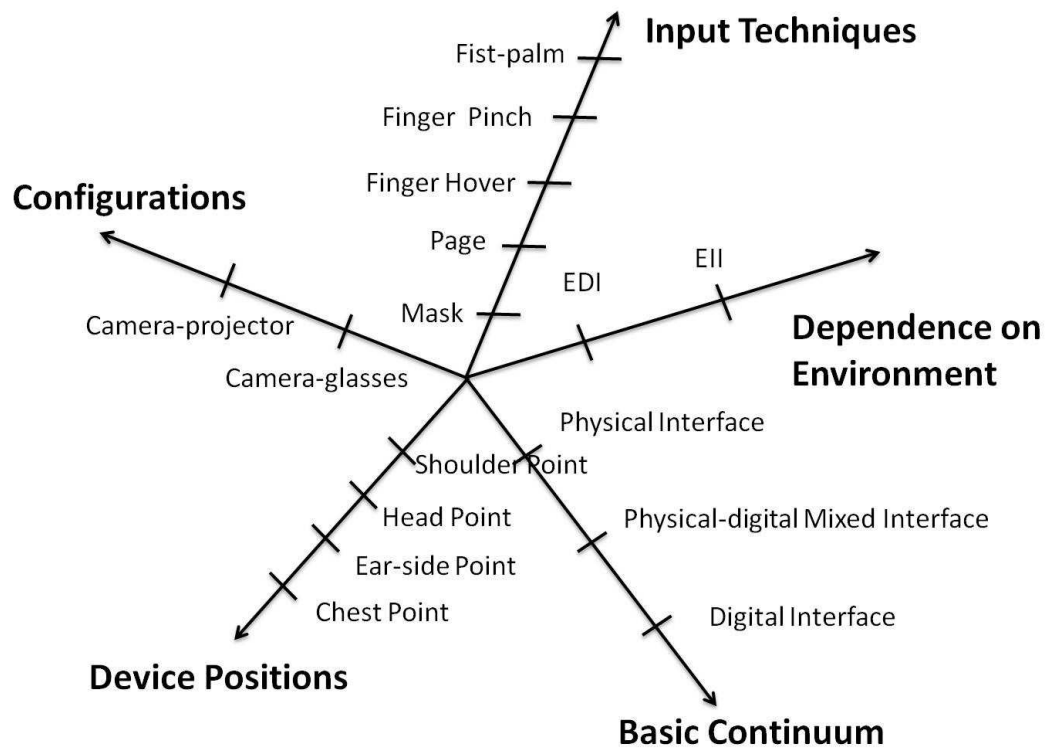 Input Techniques
Fist-palm
Finger Pinch
Finger Hover
Page
Mask
Configurations
Camera-projector
Camera-glasses
EDI
EII
Dependence on
Environment
Physical Interface
Physical-digital Mixed Interface
Digital Interface
Basic Continuum
Shoulder Point
Head Point
Ear-side Point
Chest Point
Device Positions